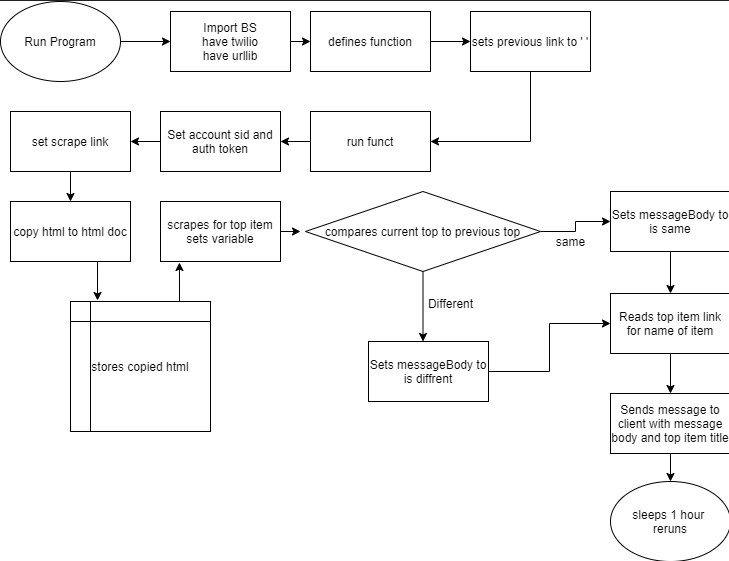 Run Program
Import BS
have twilio
have urllib
defines function
sets previous link to ' '
set scrape link
Set account sid and
auth token
run funct
copy html to html doc
scrapes for top item
sets variable
compares current top to previous top
same
Sets messageBody to
is same
stores copied html
Different
Sets messageBody to
is diffrent
Reads top item link
for name of item
Sends message to
client with message
body and top item title
sleeps 1 hour
reruns